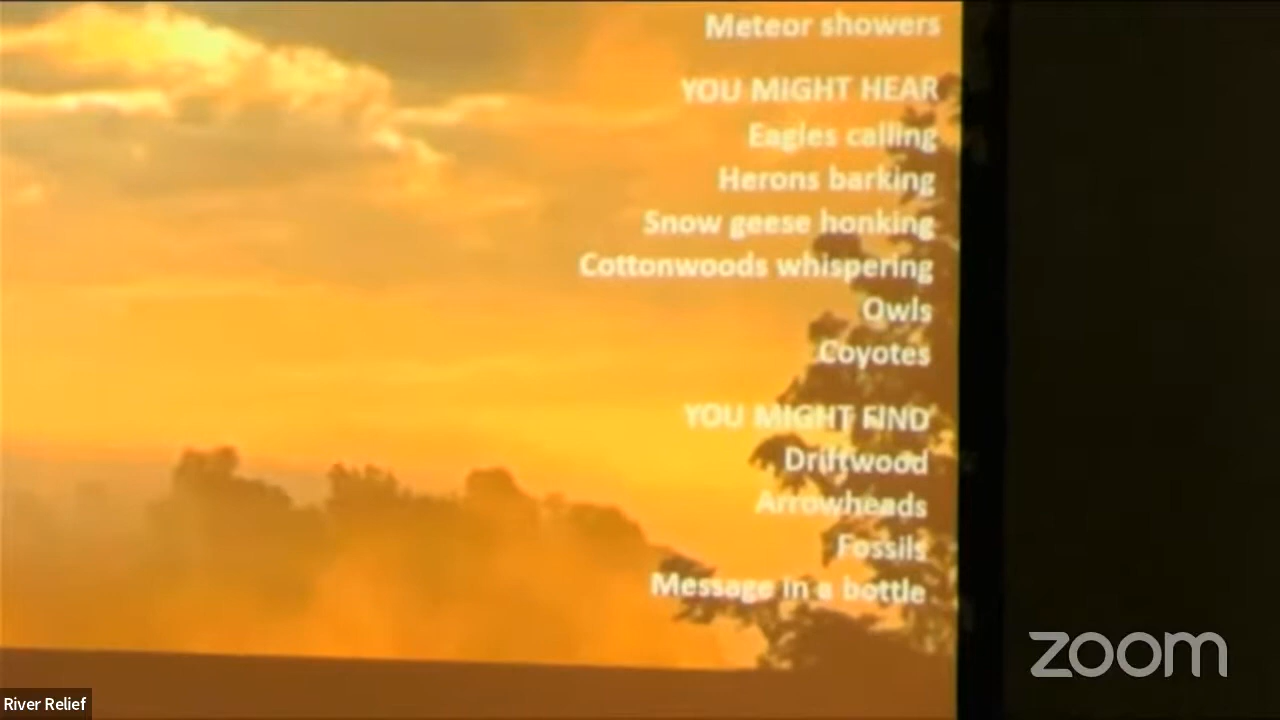 Meteor showers
YOU MIGHT HEAR
Eagles calling
Herons barking
Snow geese honking
Cottonwoods whispering
Owls
Coyotes
YOU MIGHT FIND
Driftwood
Arrowheads
Fossils
Message in a bottle
zoom
River Relief